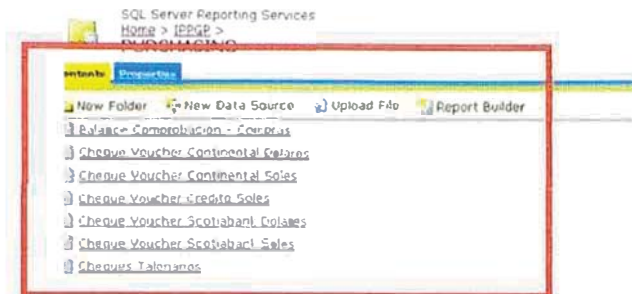 SQL Server Reporting Services
Home > IPPGP >
PURCHASING
Contents Properties
New Folder New Data Source Upload File Report Builder
Balance Comprobacion - Compras
Cheque Voucher Continental Dolares
Cheque Voucher Continental Soles
Cheque Voucher Credito Soles
Cheque Voucher Scotiabank Dolares
Cheque Voucher Scotiabank Soles
Cheques Talonarios